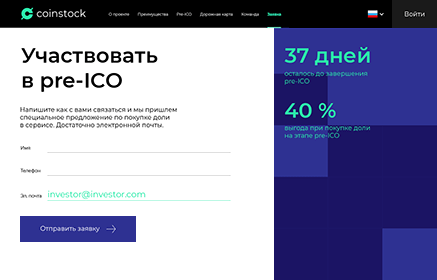 coinstock
О проекте Преимущества Pre-ICO Дорожная карта Команда Заявка
Войти
Участвовать
в pre-ICO
Напишите как с вами связаться и мы пришлем
специальное предложение по покупке доли
в сервисе. Достаточно электронной почты.
Имя
Телефон
Эл. почта investor@investor.com
Отправить заявку
37 дней
осталось до завершения
pre-ICO
40 %
выгода при покупке доли
на этапе pre-ICO